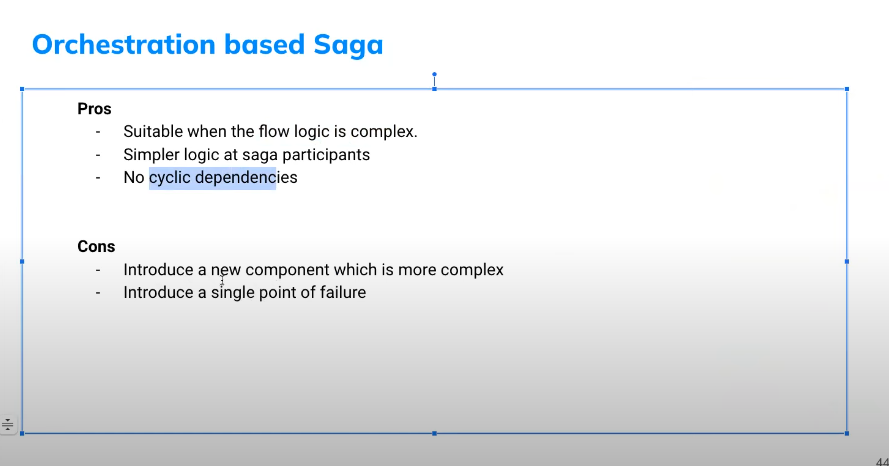 Orchestration based Saga
Pros
- Suitable when the flow logic is complex.
- Simpler logic at saga participants
- No cyclic dependencies
Cons
- Introduce a new component which is more complex
- Introduce a single point of failure
44